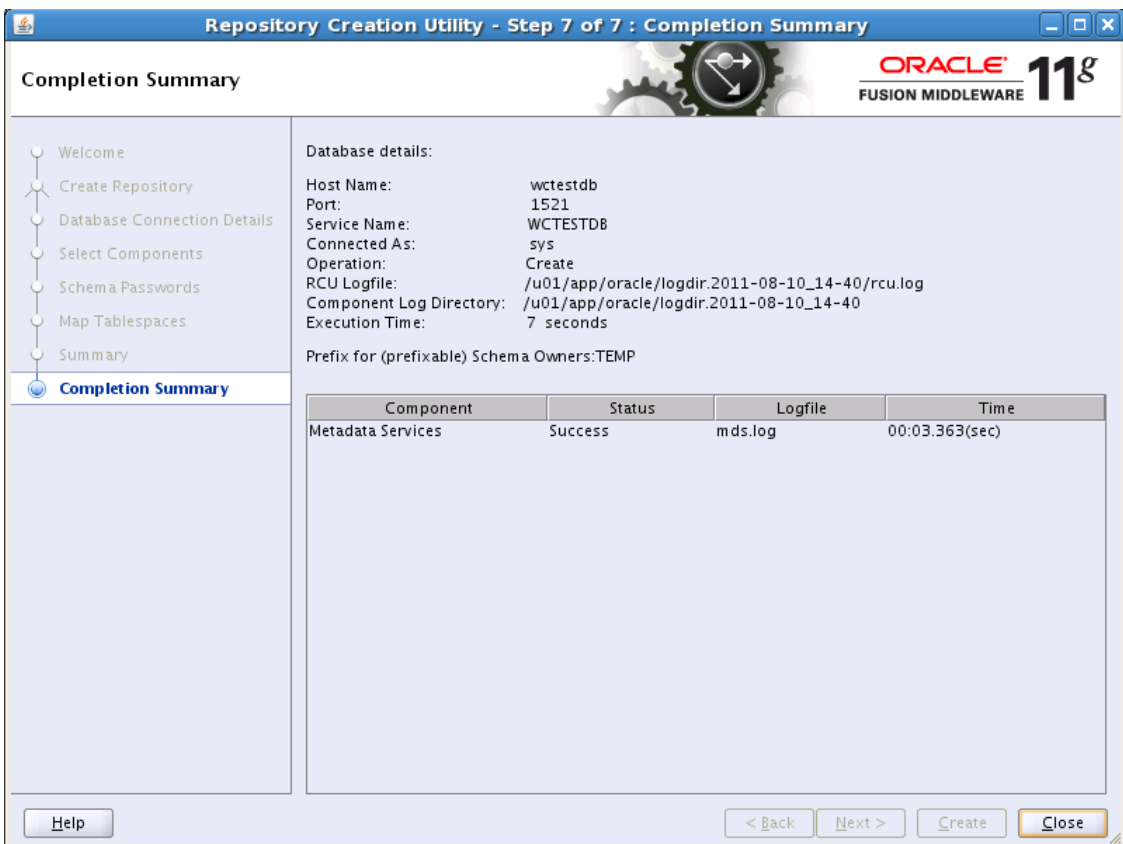 Repository Creation Utility - Step 7 of 7 : Completion Summary
Completion Summary
ORACLE
FUSION MIDDLEWARE
11g
Welcome
Create Repository
Database Connection Details
Select Components
Schema Passwords
Map Tablespaces
Summary
Completion Summary
Database details:
Host Name: wctestdb
Port: 1521
Service Name: WCTESTDB
Connected As: sys
Operation: Create
RCU Logfile: /u01/app/oracle/logdir.2011-08-10_14-40/rcu.log
Component Log Directory: /u01/app/oracle/logdir.2011-08-10_14-40
Execution Time: 7 seconds
Prefix for (prefixable) Schema Owners:TEMP
Component Status Logfile Time
Metadata Services Success mds.log 00:03.363(sec)
Help < Back Next > Create Close